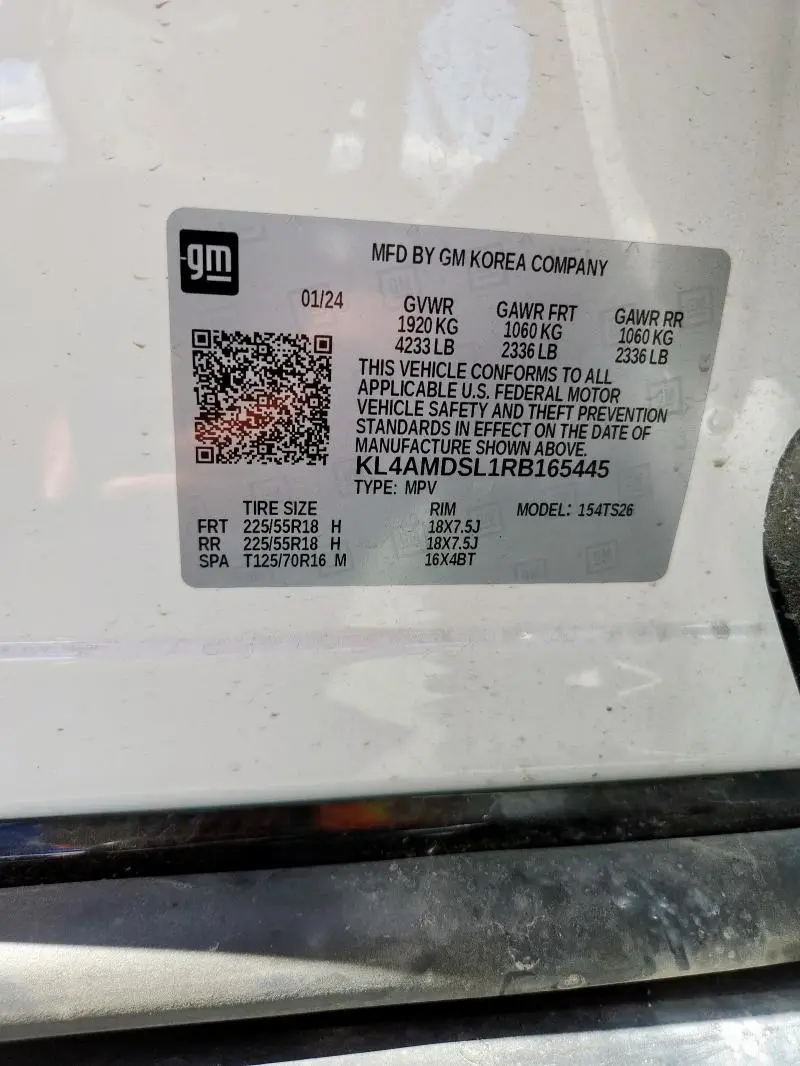 gm
MFD BY GM KOREA COMPANY
01/24 GVWR GAWR FRT GAWR RR
1920 KG 1060 KG 1060 KG
4233 LB 2336 LB 2336 LB
THIS VEHICLE CONFORMS TO ALL
APPLICABLE U.S. FEDERAL MOTOR
VEHICLE SAFETY AND THEFT PREVENTION
STANDARDS IN EFFECT ON THE DATE OF
MANUFACTURE SHOWN ABOVE.
KL4AMDSL1RB165445
TYPE: MPV
TIRE SIZE RIM MODEL: 154TS26
FRT 225/55R18 H 18X7.5J
RR 225/55R18 H 18X7.5J
SPA T125/70R16 M 16X4BT